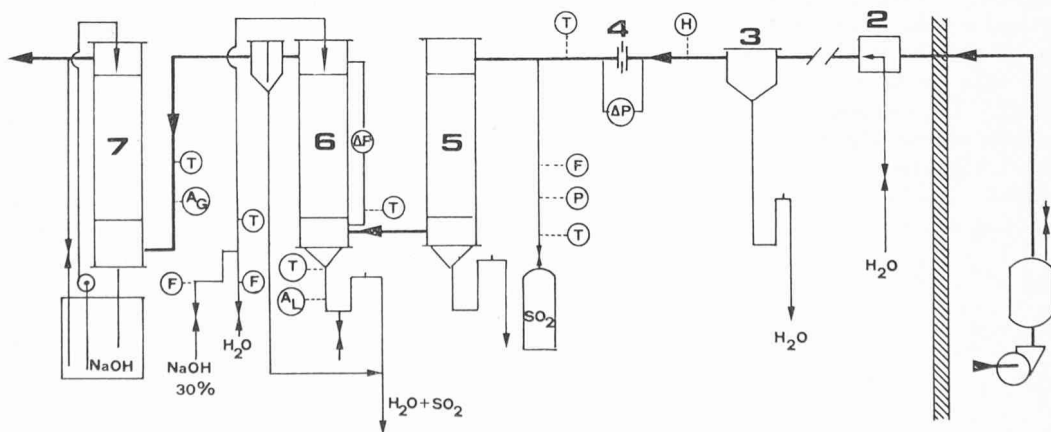 2
3
4
T
H
ΔP
5
6
7
ΔP
T
T
A_G
F
P
T
T
T
F
F
A_L
SO₂
H₂O
H₂O
H₂O
NaOH
NaOH
30%
H₂O + SO₂